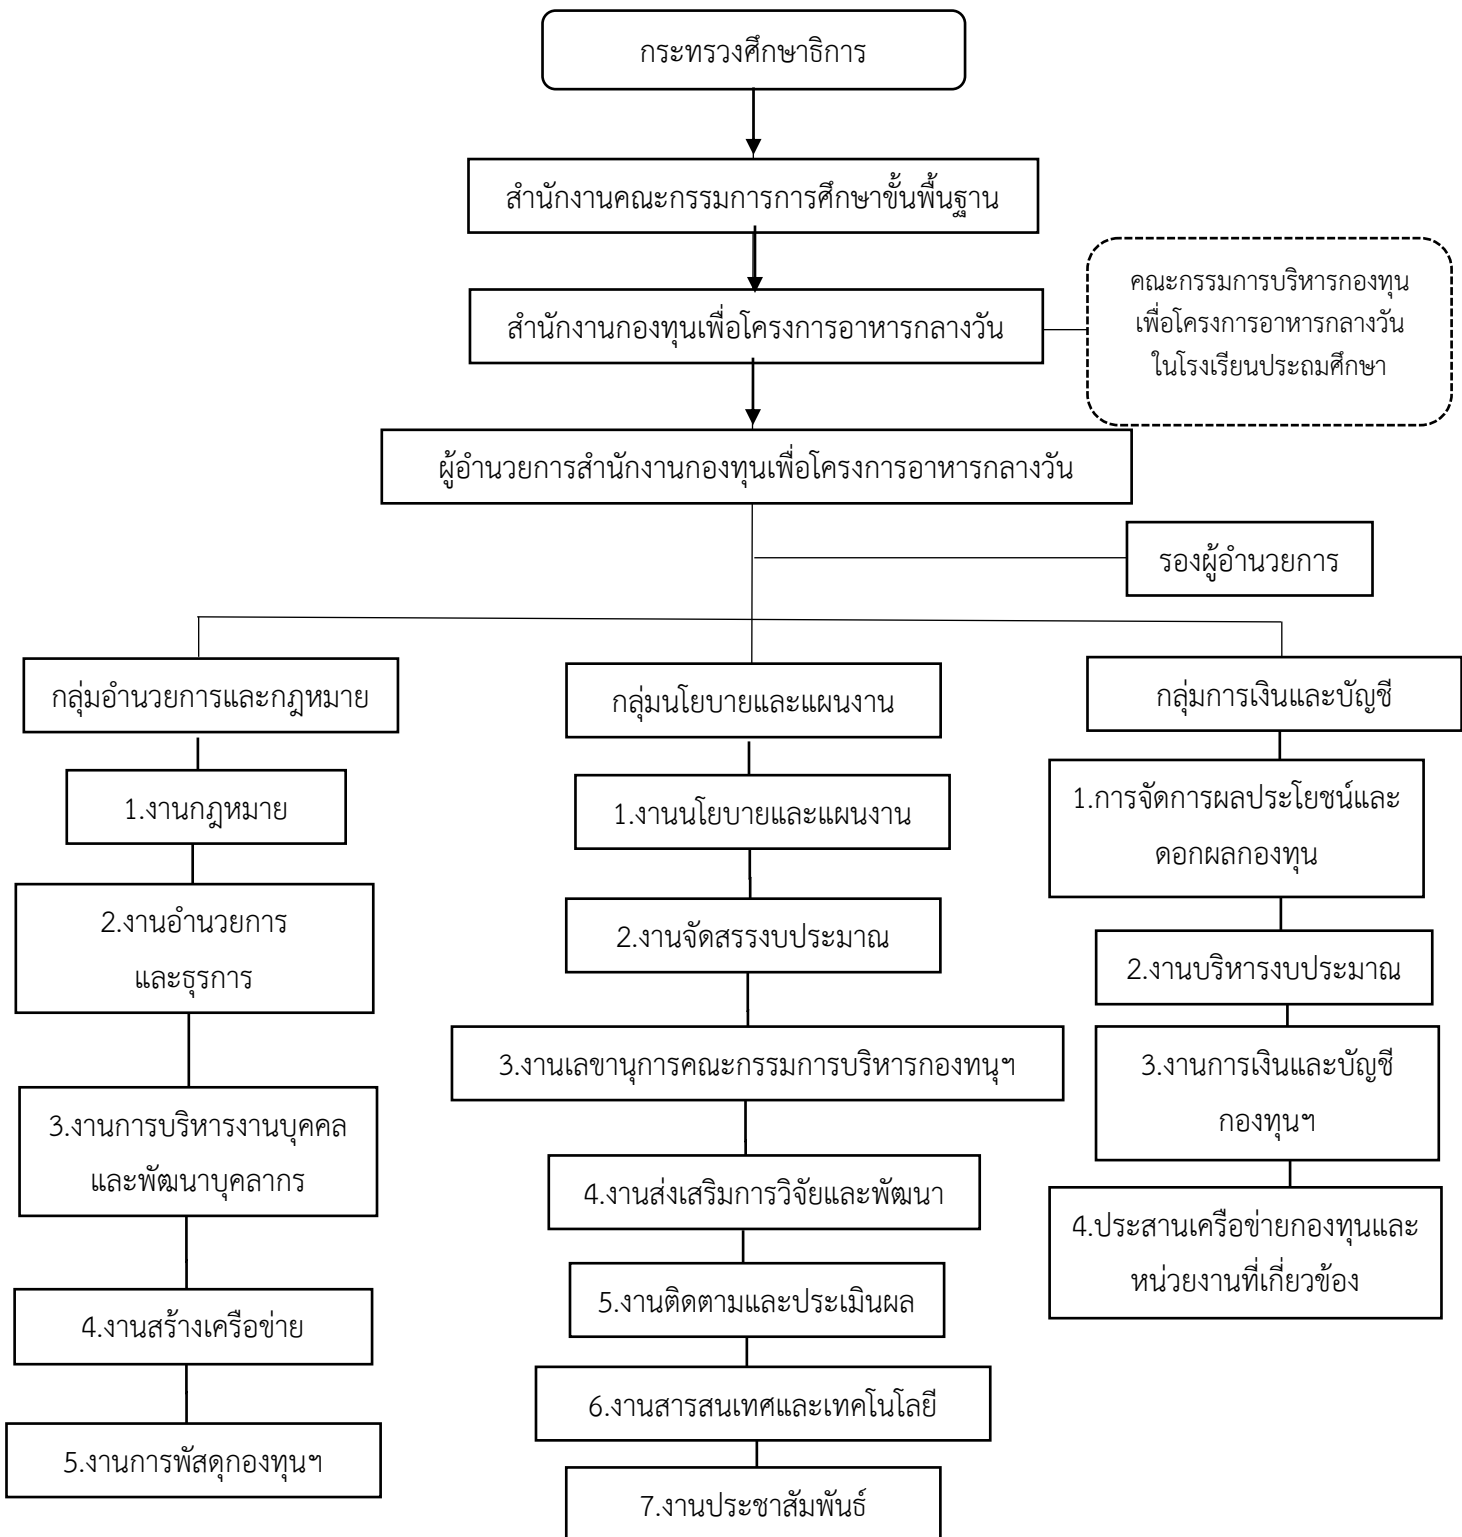 กระทรวงศึกษาธิการ
สำนักงานคณะกรรมการการศึกษาขั้นพื้นฐาน
สำนักงานกองทุนเพื่อโครงการอาหารกลางวัน
คณะกรรมการบริหารกองทุน
เพื่อโครงการอาหารกลางวัน
ในโรงเรียนประถมศึกษา
ผู้อำนวยการสำนักงานกองทุนเพื่อโครงการอาหารกลางวัน
รองผู้อำนวยการ
กลุ่มอำนวยการและกฎหมาย
1.งานกฎหมาย
2.งานอำนวยการ
และธุรการ
3.งานการบริหารงานบุคคล
และพัฒนาบุคลากร
4.งานสร้างเครือข่าย
5.งานการพัสดุกองทุนฯ
กลุ่มนโยบายและแผนงาน
1.งานนโยบายและแผนงาน
2.งานจัดสรรงบประมาณ
3.งานเลขานุการคณะกรรมการบริหารกองทนุฯ
4.งานส่งเสริมการวิจัยและพัฒนา
5.งานติดตามและประเมินผล
6.งานสารสนเทศและเทคโนโลยี
7.งานประชาสัมพันธ์
กลุ่มการเงินและบัญชี
1.การจัดการผลประโยชน์และ
ดอกผลกองทุน
2.งานบริหารงบประมาณ
3.งานการเงินและบัญชี
กองทุนฯ
4.ประสานเครือข่ายกองทุนและ
หน่วยงานที่เกี่ยวข้อง